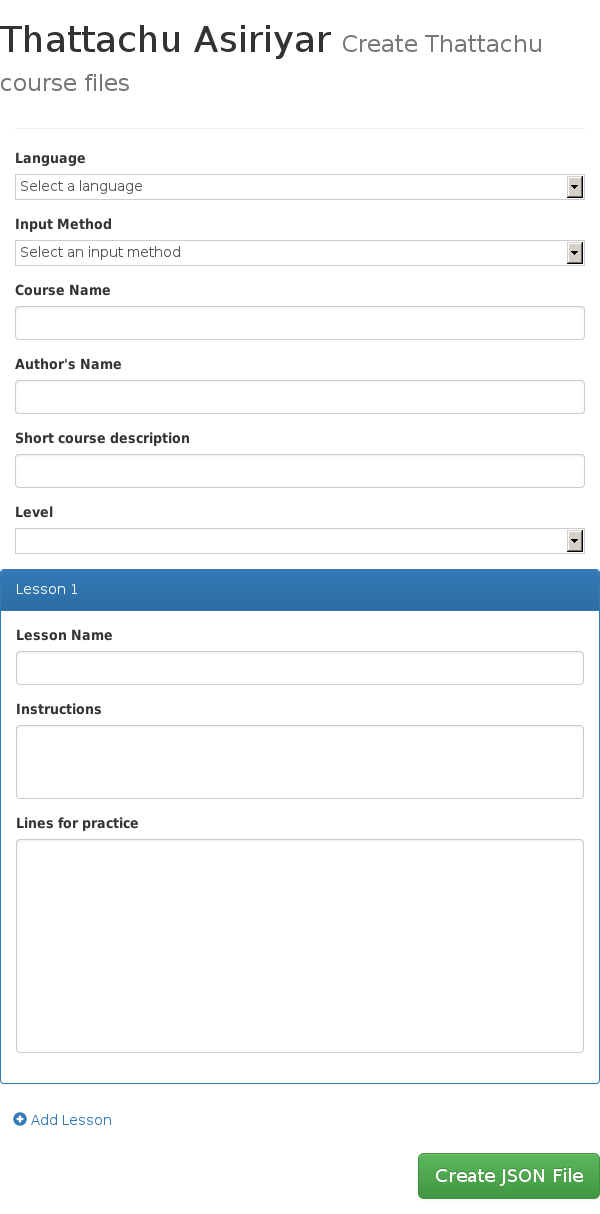 Thattachu Asiriyar Create Thattachu
course files
Language
Select a language
Input Method
Select an input method
Course Name
Author's Name
Short course description
Level
Lesson 1
Lesson Name
Instructions
Lines for practice
Add Lesson
Create JSON File